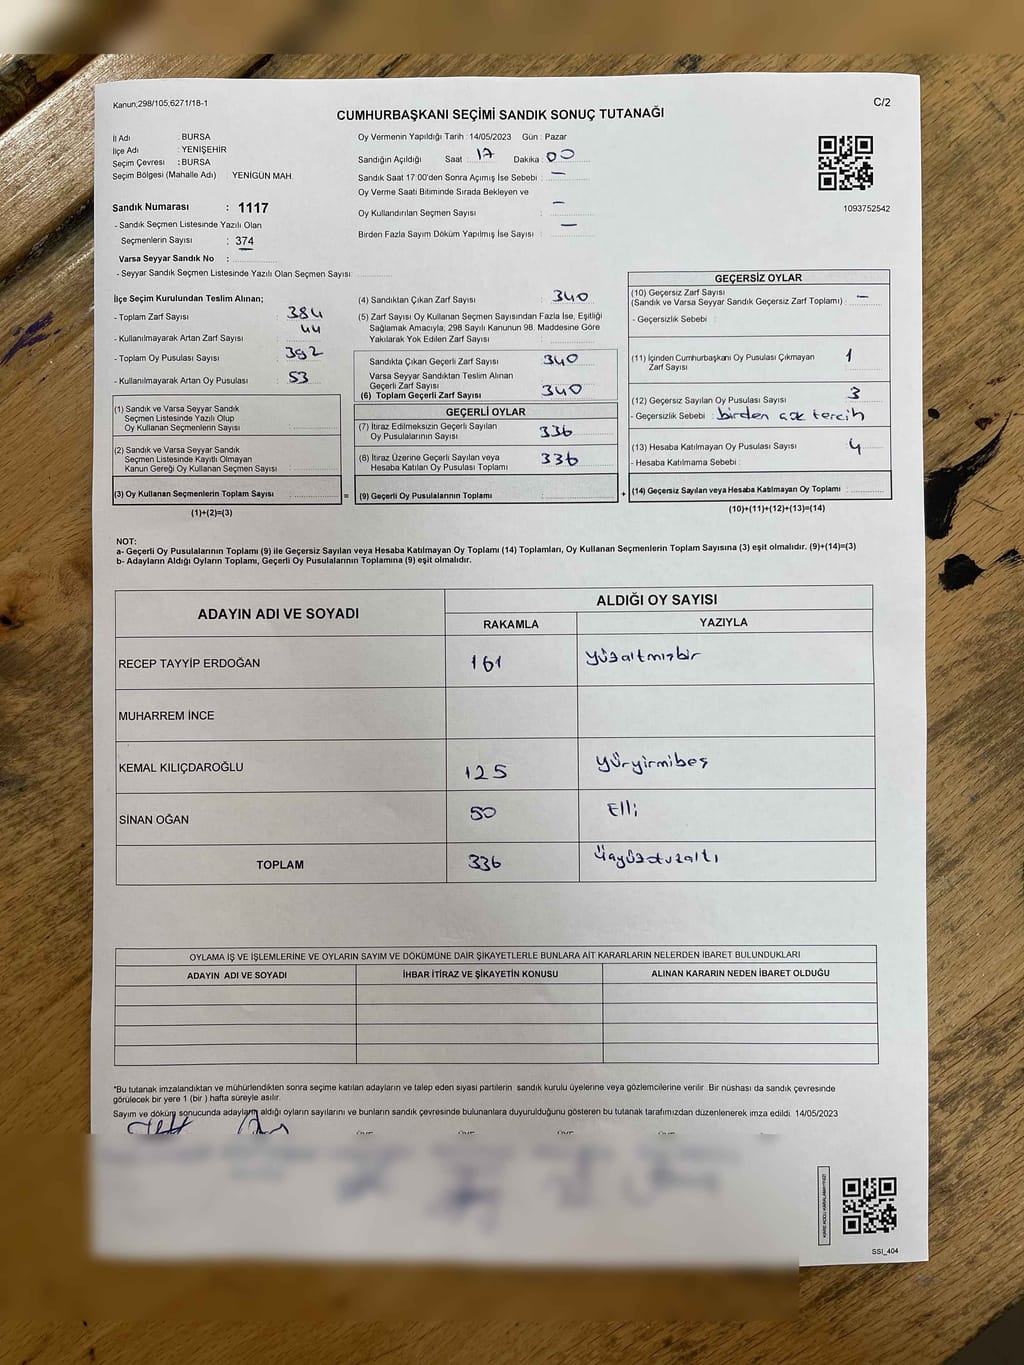 Kanun;298/105,6271/18-1
C/2
CUMHURBAŞKANI SEÇİMİ SANDIK SONUÇ TUTANAĞI
İl Adı : BURSA
İlçe Adı : YENİŞEHİR
Seçim Çevresi : BURSA
Seçim Bölgesi (Mahalle Adı) : YENİGÜN MAH.
Oy Vermenin Yapıldığı Tarih : 14/05/2023 Gün : Pazar
Sandığın Açıldığı Saat : 17 Dakika : 00
Sandık Saat 17:00'den Sonra Açımış İse Sebebi : —
Oy Verme Saati Bitiminde Sırada Bekleyen ve
Oy Kullandırılan Seçmen Sayısı : —
Birden Fazla Sayım Döküm Yapılmış İse Sayısı : —
1093752542
Sandık Numarası : 1117
- Sandık Seçmen Listesinde Yazılı Olan
Seçmenlerin Sayısı : 374
Varsa Seyyar Sandık No :
- Seyyar Sandık Seçmen Listesinde Yazılı Olan Seçmen Sayısı :
İlçe Seçim Kurulundan Teslim Alınan;
- Toplam Zarf Sayısı : 384
- Kullanılmayarak Artan Zarf Sayısı : 44
- Toplam Oy Pusulası Sayısı : 392
- Kullanılmayarak Artan Oy Pusulası : 53
(1) Sandık ve Varsa Seyyar Sandık
Seçmen Listesinde Yazılı Olup
Oy Kullanan Seçmenlerin Sayısı :
(2) Sandık ve Varsa Seyyar Sandık
Seçmen Listesinde Kayıtlı Olmayan
Kanun Gereği Oy Kullanan Seçmen Sayısı :
(3) Oy Kullanan Seçmenlerin Toplam Sayısı :
(1)+(2)=(3)
(4) Sandıktan Çıkan Zarf Sayısı : 340
(5) Zarf Sayısı Oy Kullanan Seçmen Sayısından Fazla İse, Eşitliği
Sağlamak Amacıyla; 298 Sayılı Kanunun 98. Maddesine Göre
Yakılarak Yok Edilen Zarf Sayısı :
Sandıkta Çıkan Geçerli Zarf Sayısı : 340
Varsa Seyyar Sandıktan Teslim Alınan
Geçerli Zarf Sayısı :
(6) Toplam Geçerli Zarf Sayısı : 340
GEÇERLİ OYLAR
(7) İtiraz Edilmeksizin Geçerli Sayılan
Oy Pusulalarının Sayısı : 336
(8) İtiraz Üzerine Geçerli Sayılan veya
Hesaba Katılan Oy Pusulası Toplamı : 336
= (9) Geçerli Oy Pusulalarının Toplamı :
GEÇERSİZ OYLAR
(10) Geçersiz Zarf Sayısı
(Sandık ve Varsa Seyyar Sandık Geçersiz Zarf Toplamı) : —
- Geçersizlik Sebebi :
(11) İçinden Cumhurbaşkanı Oy Pusulası Çıkmayan
Zarf Sayısı : 1
(12) Geçersiz Sayılan Oy Pusulası Sayısı : 3
- Geçersizlik Sebebi : birden çok tercih
(13) Hesaba Katılmayan Oy Pusulası Sayısı : 4
- Hesaba Katılmama Sebebi :
+ (14) Geçersiz Sayılan veya Hesaba Katılmayan Oy Toplamı :
(10)+(11)+(12)+(13)=(14)
NOT:
a- Geçerli Oy Pusulalarının Toplamı (9) ile Geçersiz Sayılan veya Hesaba Katılmayan Oy Toplamı (14) Toplamları, Oy Kullanan Seçmenlerin Toplam Sayısına (3) eşit olmalıdır. (9)+(14)=(3)
b- Adayların Aldığı Oyların Toplamı, Geçerli Oy Pusulalarının Toplamına (9) eşit olmalıdır.
ADAYIN ADI VE SOYADI
ALDIĞI OY SAYISI
RAKAMLA YAZIYLA
RECEP TAYYİP ERDOĞAN 161 Yüzaltmışbir
MUHARREM İNCE
KEMAL KILIÇDAROĞLU 125 yüzyirmibeş
SİNAN OĞAN 50 Elli
TOPLAM 336 Üçyüzotuzaltı
OYLAMA İŞ VE İŞLEMLERİNE VE OYLARIN SAYIM VE DÖKÜMÜNE DAİR ŞİKAYETLERLE BUNLARA AİT KARARLARIN NELERDEN İBARET BULUNDUKLARI
ADAYIN ADI VE SOYADI İHBAR İTİRAZ VE ŞİKAYETİN KONUSU ALINAN KARARIN NEDEN İBARET OLDUĞU
*Bu tutanak imzalandıktan ve mühürlendikten sonra seçime katılan adayların ve talep eden siyasi partilerin sandık kurulu üyelerine veya gözlemcilerine verilir. Bir nüshası da sandık çevresinde
görülecek bir yere 1 (bir ) hafta süreyle asılır.
Sayım ve döküm sonucunda adayların aldığı oyların sayılarını ve bunların sandık çevresinde bulunanlara duyurulduğunu gösteren bu tutanak tarafımızdan düzenlenerek imza edildi. 14/05/2023
SSI_404